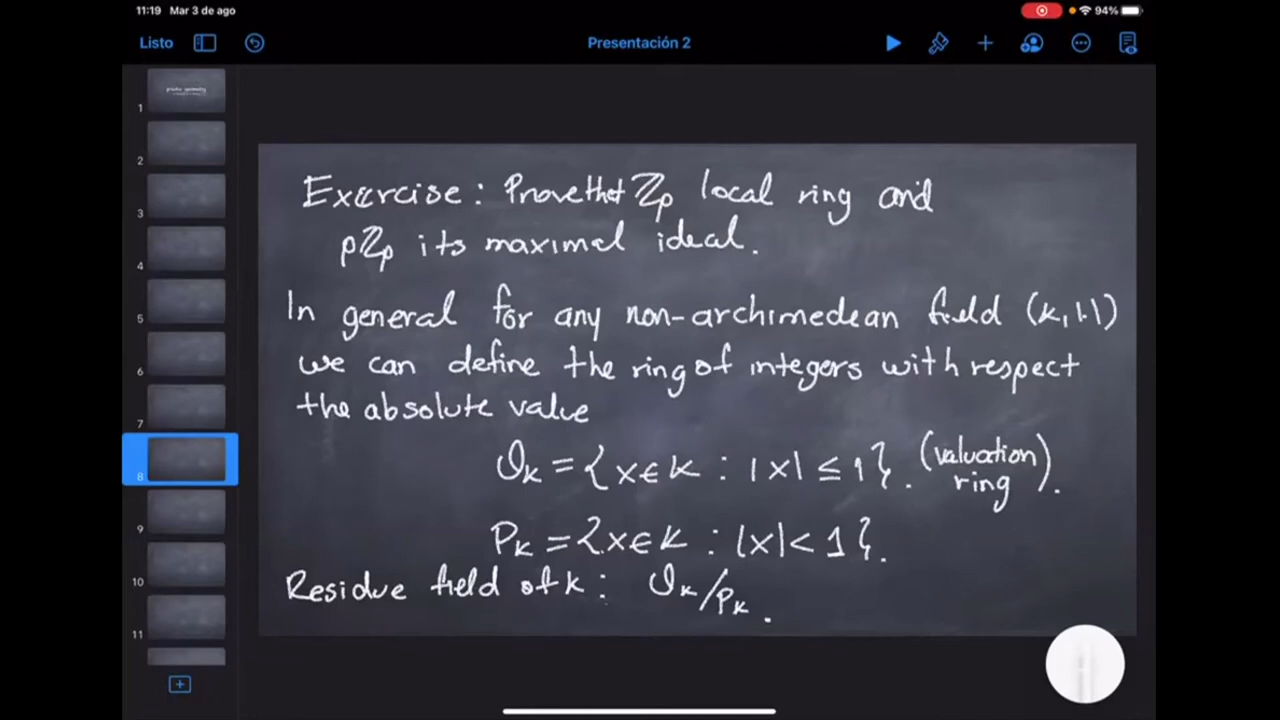 11:19 Mar 3 de ago
94%
Listo
Presentación 2
1
2
3
4
5
6
7
8
9
10
11
Exercise: Prove that ℤp local ring and
pℤp its maximal ideal.
In general for any non-archimedean field (K, |·|)
we can define the ring of integers with respect
the absolute value
𝒪K = {x ∈ K : |x| ≤ 1}. (valuation ring).
PK = {x ∈ K : |x| < 1}.
Residue field of K: 𝒪K/PK.